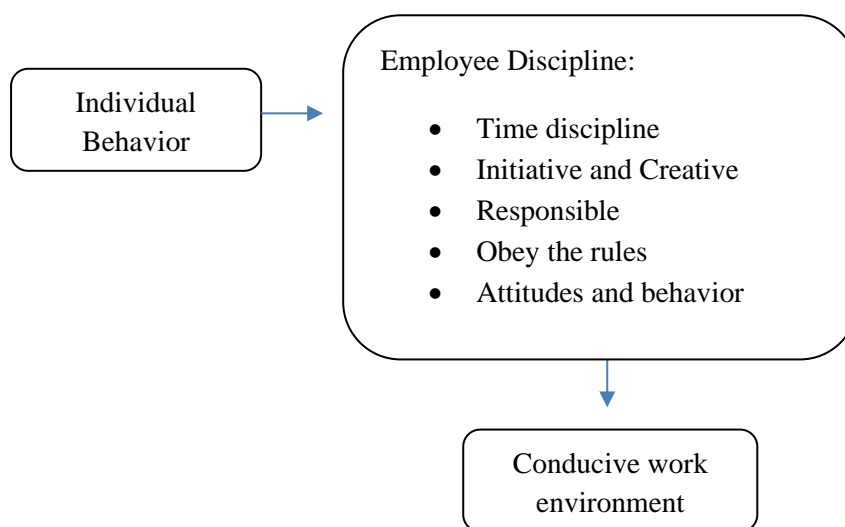 Individual
Behavior
Employee Discipline:
• Time discipline
• Initiative and Creative
• Responsible
• Obey the rules
• Attitudes and behavior
Conducive work
environment